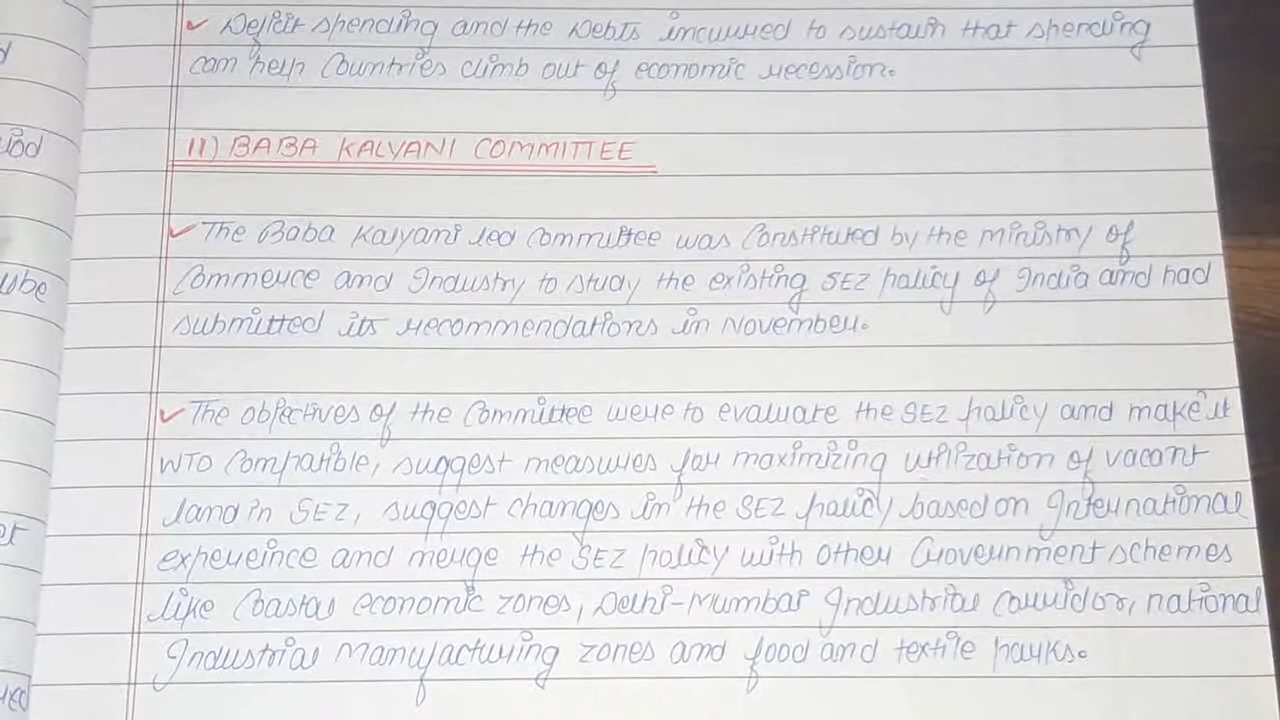 Deficit spending and the Debts incurred to sustain that spending
can help Countries climb out of economic recession.
11) BABA KALYANI COMMITTEE
The Baba Kalyani led Committee was Constituted by the ministry of
Commerce and Industry to study the existing SEZ policy of India and had
submitted its recommendations in November.
The objectives of the Committee were to evaluate the SEZ policy and make it
WTO Compatible, suggest measures for maximizing utilization of vacant
land in SEZ, suggest changes in the SEZ policy based on International
expereince and merge the SEZ policy with other Government schemes
like Coastal economic zones, Delhi-Mumbai Industrial Corridor, national
Industrial Manufacturing zones and food and textile parks.